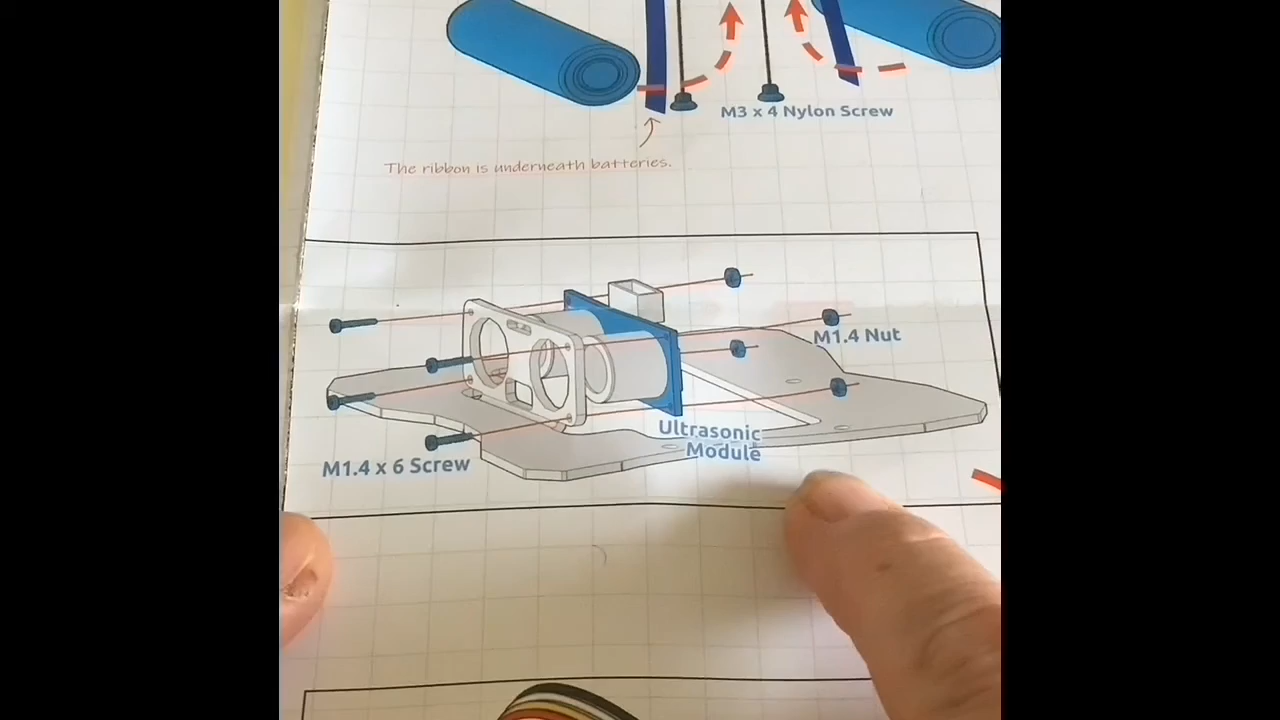 M3 x 4 Nylon Screw
The ribbon is underneath batteries.
M1.4 Nut
Ultrasonic
Module
M1.4 x 6 Screw